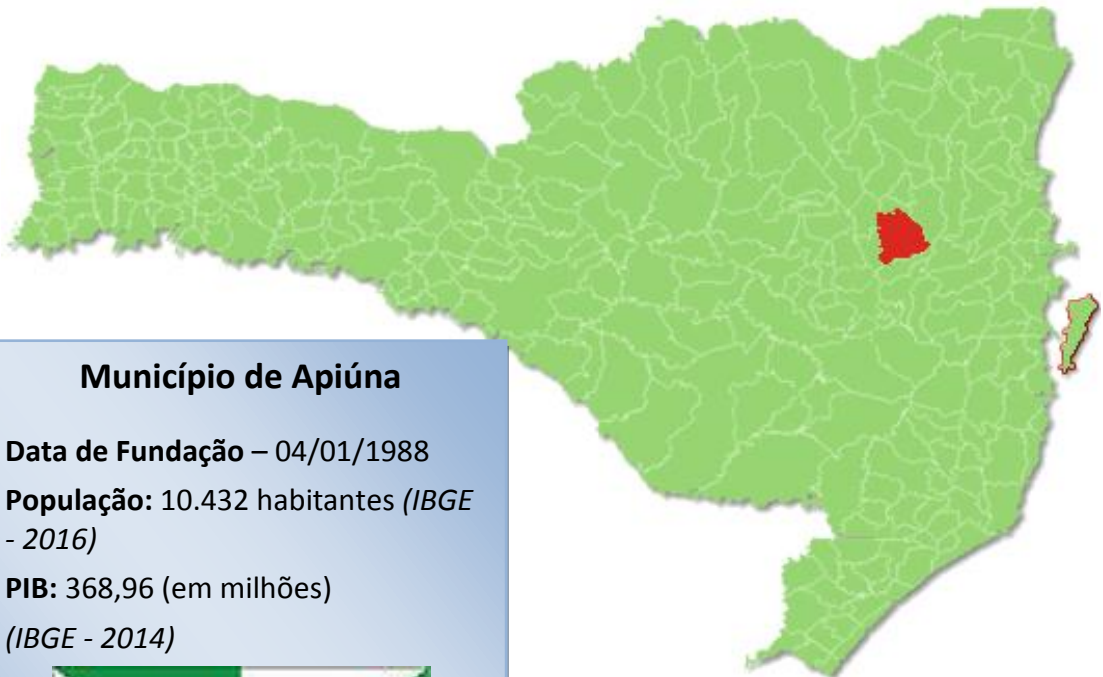 Município de Apiúna
Data de Fundação – 04/01/1988
População: 10.432 habitantes (IBGE
- 2016)
PIB: 368,96 (em milhões)
(IBGE - 2014)